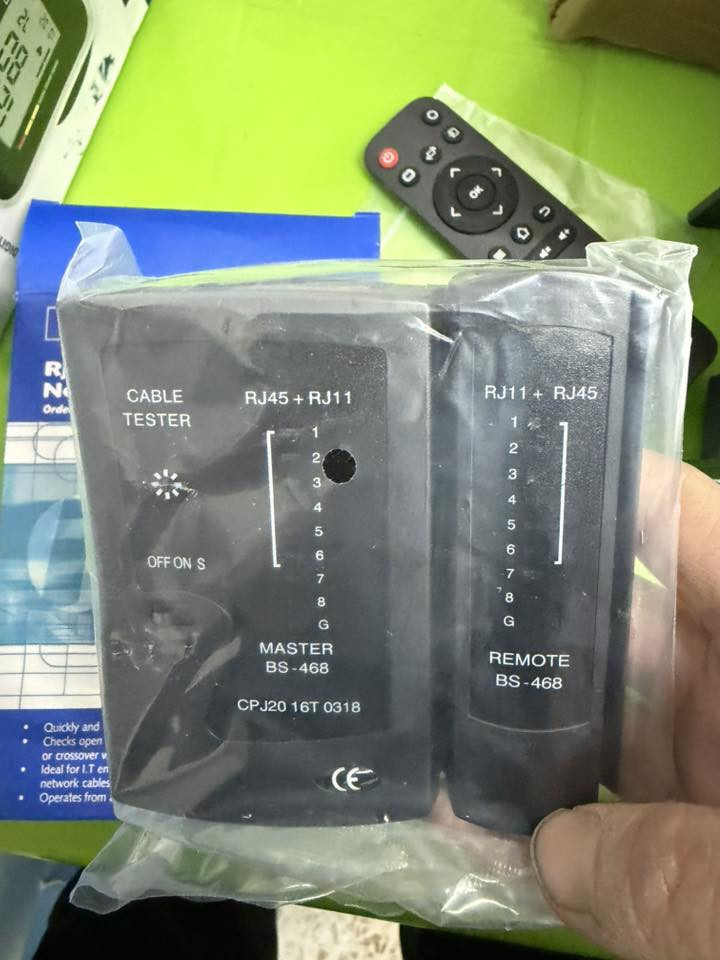 OK
CABLE
TESTER
RJ45 + RJ11
1
2
3
4
5
6
7
8
G
OFF ON S
MASTER
BS-468
CPJ20 16T 0318
CE
RJ11 + RJ45
1
2
3
4
5
6
7
8
G
REMOTE
BS-468
• Quickly and
• Checks open
or crossover
• Ideal for I.T
network cables
• Operates from